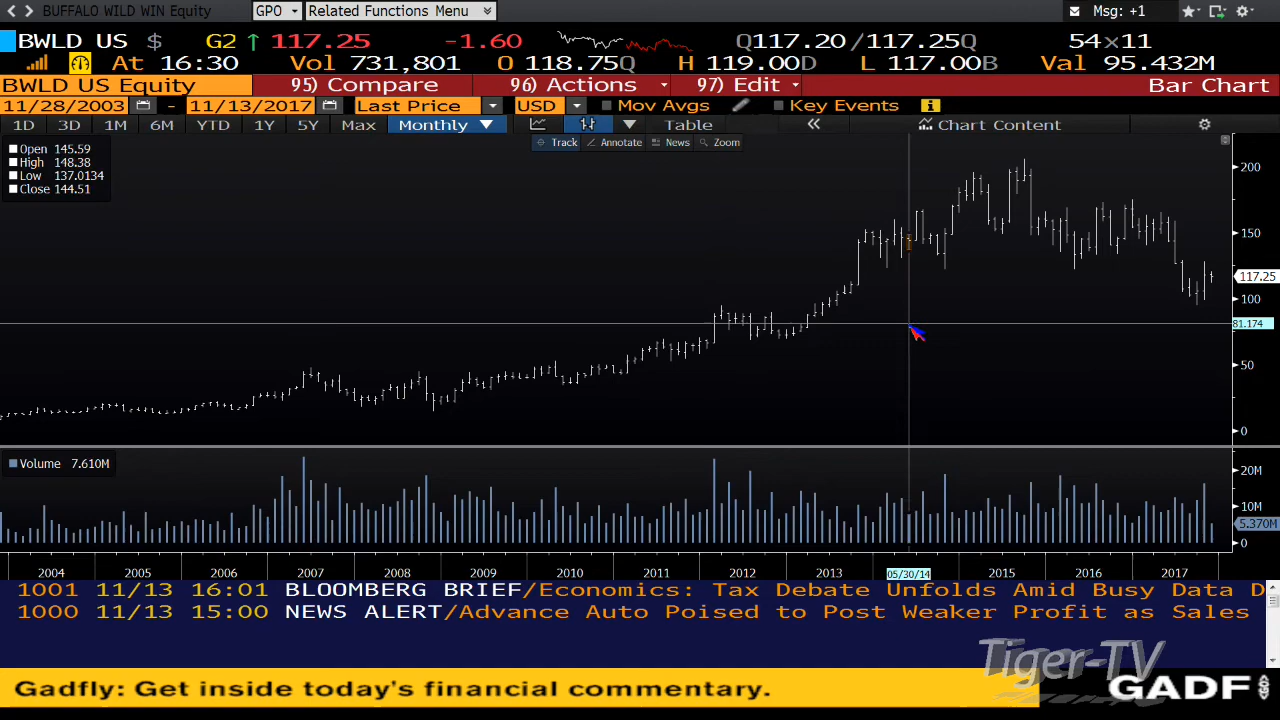 BUFFALO WILD WIN Equity GPO Related Functions Menu Msg: +1
BWLD US $ G2 ↑ 117.25 -1.60 Q117.20/117.25Q 54×11
At 16:30 Vol 731,801 O 118.75Q H 119.00D L 117.00B Val 95.432M
BWLD US Equity 95) Compare 96) Actions 97) Edit Bar Chart
11/28/2003 - 11/13/2017 Last Price USD Mov Avgs Key Events
1D 3D 1M 6M YTD 1Y 5Y Max Monthly ▼ Table « Chart Content
Track Annotate News Zoom
Open 145.59
High 148.38
Low 137.0134
Close 144.51
200
150
117.25
100
81.174
50
0
Volume 7.610M
20M
10M
5.370M
0
2004 2005 2006 2007 2008 2009 2010 2011 2012 2013 05/30/14 2015 2016 2017
1001 11/13 16:01 BLOOMBERG BRIEF/Economics: Tax Debate Unfolds Amid Busy Data D
1000 11/13 15:00 NEWS ALERT/Advance Auto Poised to Post Weaker Profit as Sales
Tiger-TV
Gadfly: Get inside today's financial commentary.
GADF